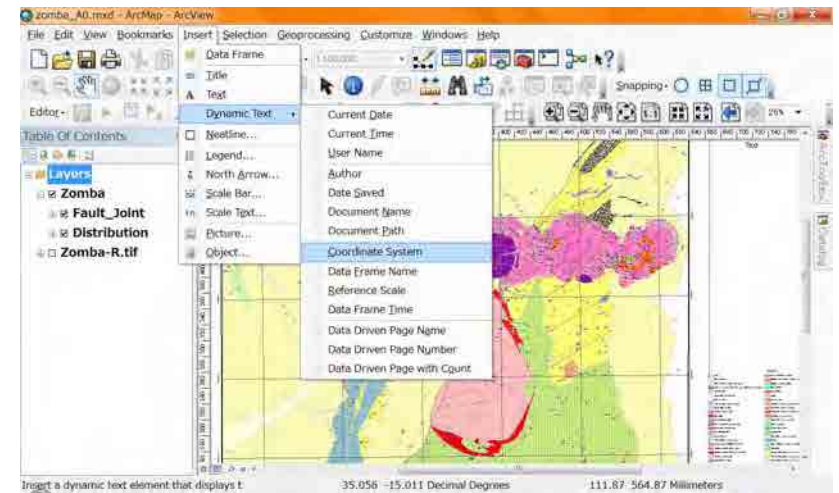 zomba_A0.mxd - ArcMap - ArcView
File Edit View Bookmarks Insert Selection Geoprocessing Customize Windows Help
Snapping
Editor
25%
Table Of Contents
Layers
Zomba
Fault_Joint
Distribution
Zomba-R.tif
Data Frame
Title
Text
Dynamic Text
Neatline...
Legend...
North Arrow...
Scale Bar...
Scale Text...
Picture...
Object...
Current Date
Current Time
User Name
Author
Date Saved
Document Name
Document Path
Coordinate System
Data Frame Name
Reference Scale
Data Frame Time
Data Driven Page Name
Data Driven Page Number
Data Driven Page with Count
ArcToolbox
Catalog
Insert a dynamic text element that displays t
35.056 -15.011 Decimal Degrees
111.87 564.87 Millimeters